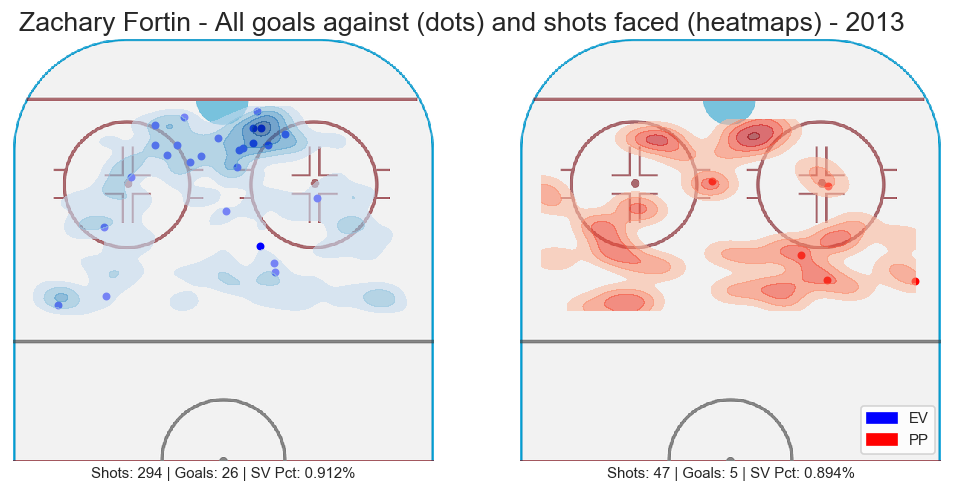 Zachary Fortin - All goals against (dots) and shots faced (heatmaps) - 2013
EV
PP
Shots: 294 | Goals: 26 | SV Pct: 0.912%
Shots: 47 | Goals: 5 | SV Pct: 0.894%